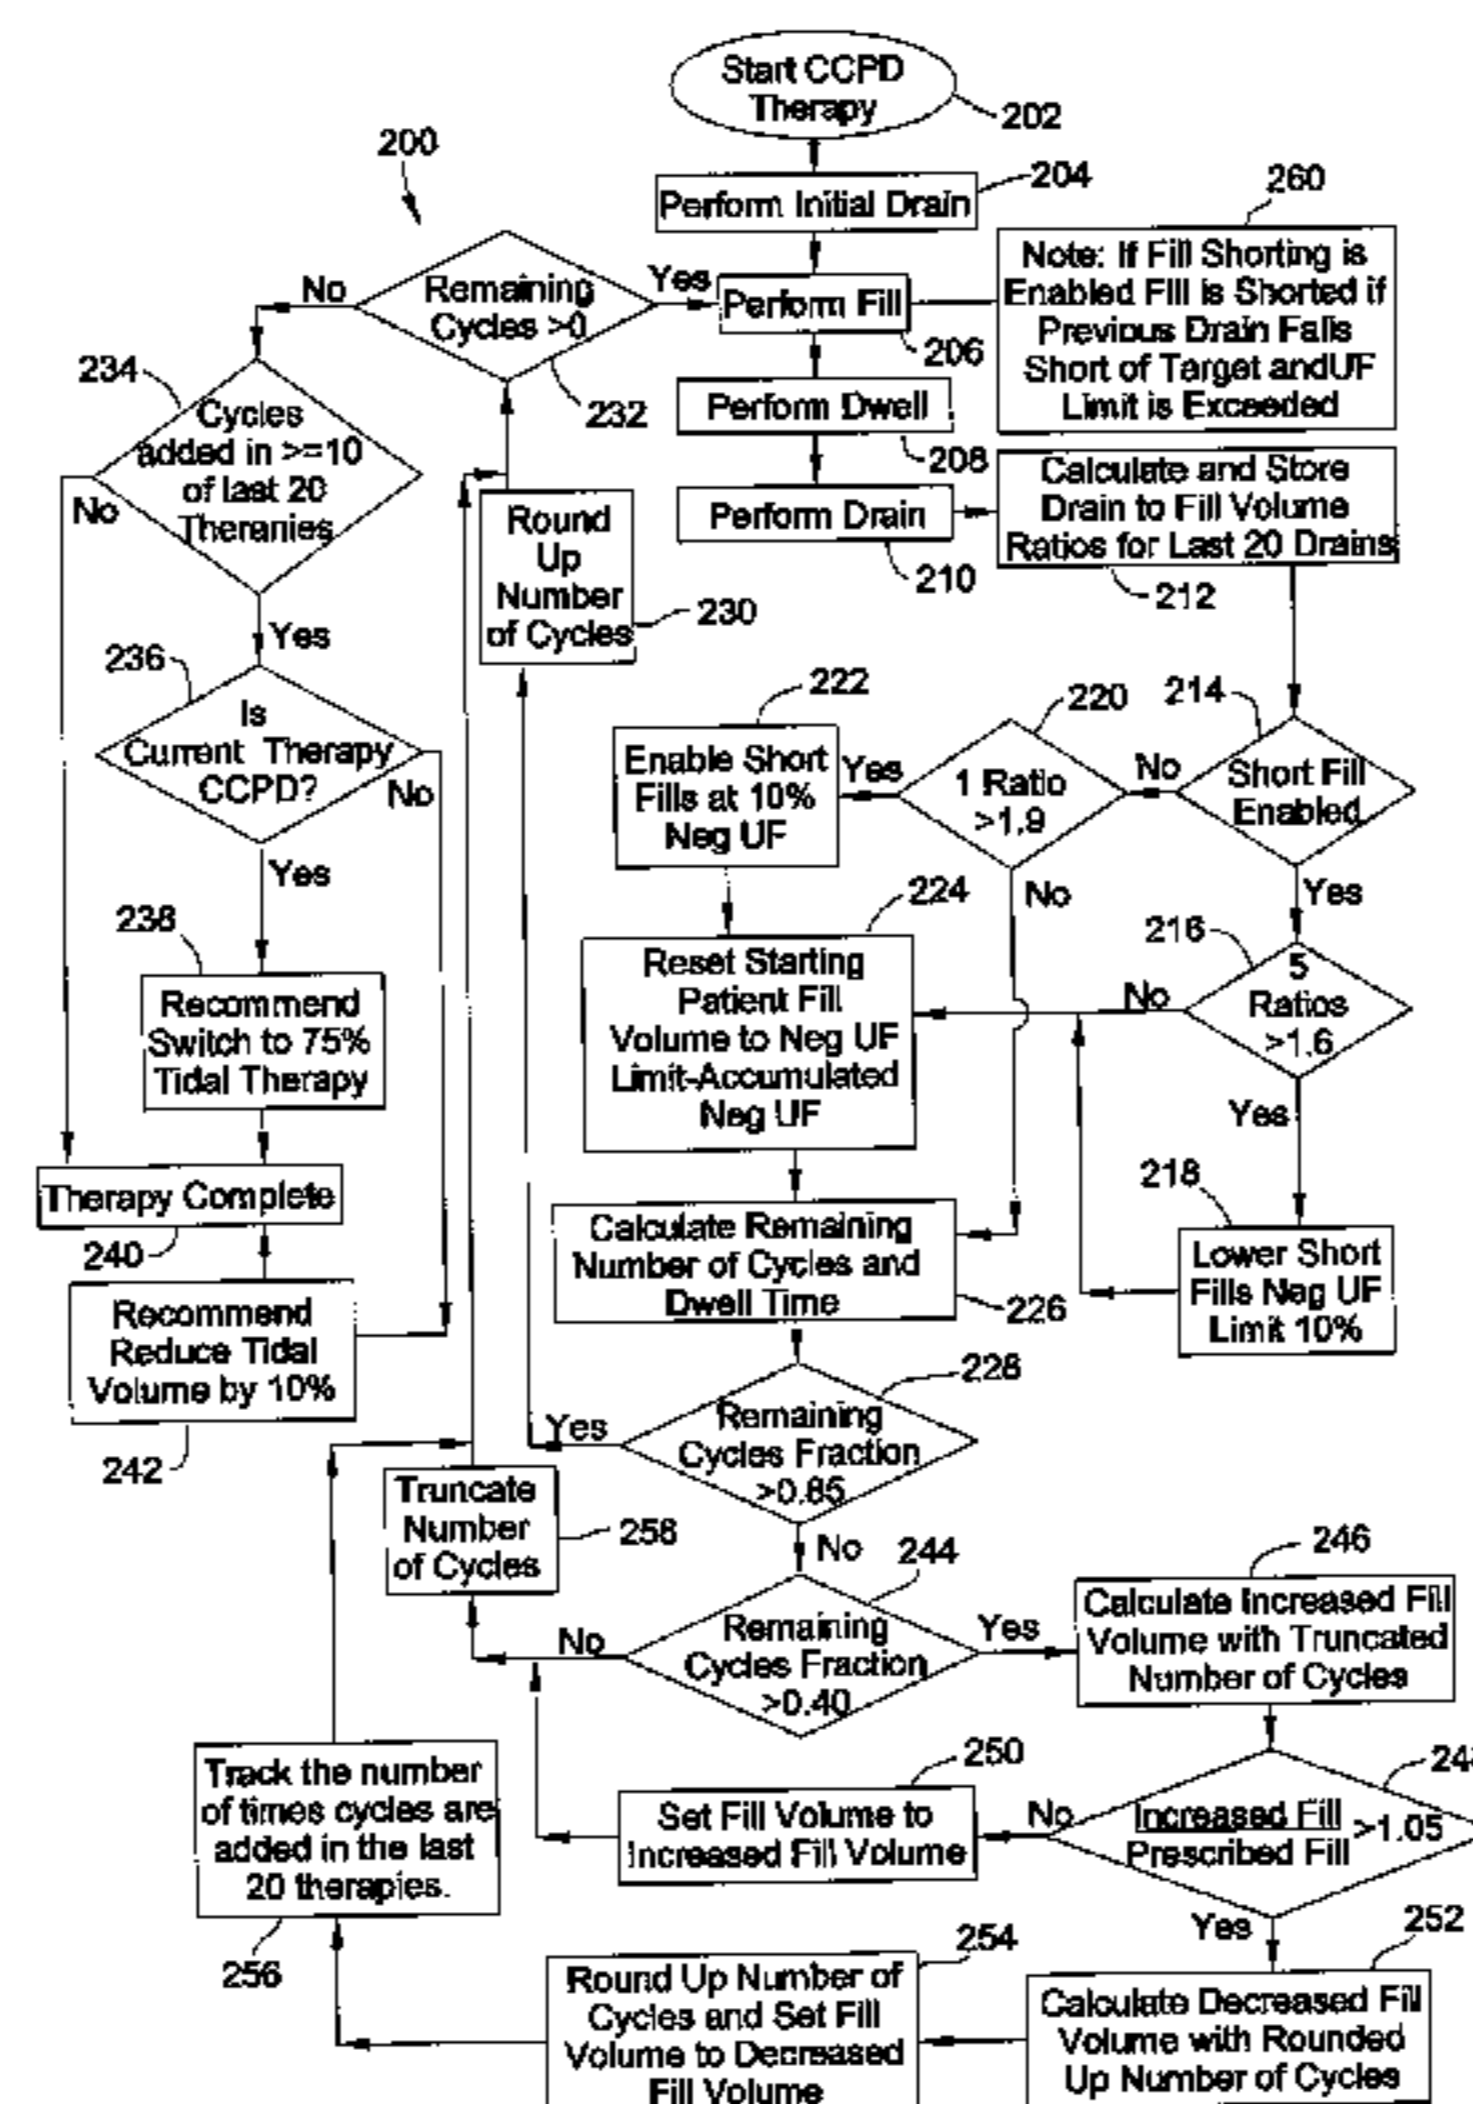 Start CCPD
Therapy
202
200
Perform Initial Drain
204
260
Note: If Fill Shorting is
Enabled Fill is Shorted if
Previous Drain Falls
Short of Target andUF
Limit is Exceeded
No
Remaining
Cycles >0
Yes
232
Perform Fill
206
Perform Dwell
208
Perform Drain
210
Calculate and Store
Drain to Fill Volume
Ratios for Last 20 Drains
212
234
Cycles
added in >=10
of last 20
Theranies
No
Yes
Round
Up
Number
of Cycles
230
236
Is
Current Therapy
CCPD?
No
Yes
222
Enable Short
Fills at 10%
Neg UF
Yes
220
1 Ratio
>1.9
No
No
214
Short Fill
Enabled
Yes
238
Recommend
Switch to 75%
Tidal Therapy
224
Reset Starting
Patient Fill
Volume to Neg UF
Limit-Accumulated
Neg UF
No
216
5
Ratios
>1.6
Yes
Therapy Complete
240
Calculate Remaining
Number of Cycles and
Dwell Time
226
218
Lower Short
Fills Neg UF
Limit 10%
Recommend
Reduce Tidal
Volume by 10%
242
Yes
228
Remaining
Cycles Fraction
>0.85
No
Truncate
Number
of Cycles
258
No
244
Remaining
Cycles Fraction
>0.40
Yes
246
Calculate Increased Fill
Volume with Truncated
Number of Cycles
Track the number
of times cycles are
added in the last
20 therapies.
256
250
Set Fill Volume to
Increased Fill Volume
No
Increased Fill
Prescribed Fill
>1.05
Yes
254
Round Up Number of
Cycles and Set Fill
Volume to Decreased
Fill Volume
252
Calculate Decreased Fill
Volume with Rounded
Up Number of Cycles